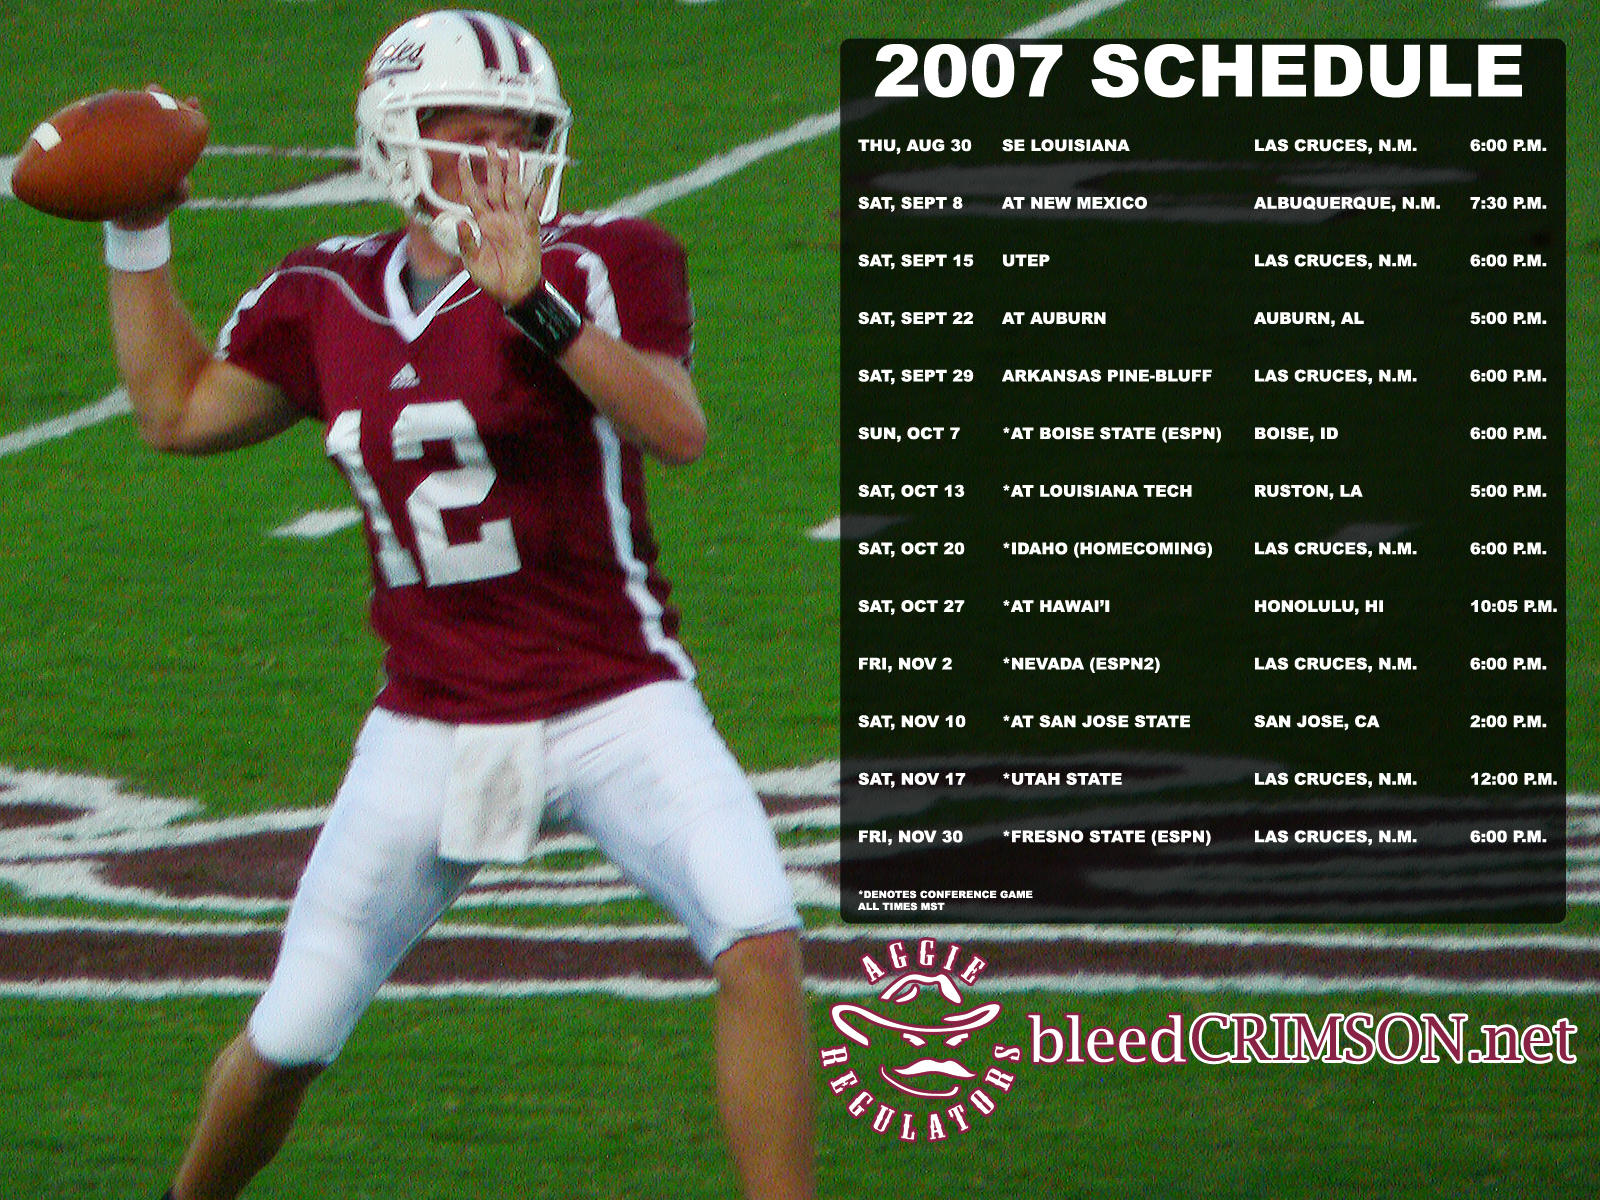 2007 SCHEDULE
THU, AUG 30 SE LOUISIANA LAS CRUCES, N.M. 6:00 P.M.
SAT, SEPT 8 AT NEW MEXICO ALBUQUERQUE, N.M. 7:30 P.M.
SAT, SEPT 15 UTEP LAS CRUCES, N.M. 6:00 P.M.
SAT, SEPT 22 AT AUBURN AUBURN, AL 5:00 P.M.
SAT, SEPT 29 ARKANSAS PINE-BLUFF LAS CRUCES, N.M. 6:00 P.M.
SUN, OCT 7 *AT BOISE STATE (ESPN) BOISE, ID 6:00 P.M.
SAT, OCT 13 *AT LOUISIANA TECH RUSTON, LA 5:00 P.M.
SAT, OCT 20 *IDAHO (HOMECOMING) LAS CRUCES, N.M. 6:00 P.M.
SAT, OCT 27 *AT HAWAI'I HONOLULU, HI 10:05 P.M.
FRI, NOV 2 *NEVADA (ESPN2) LAS CRUCES, N.M. 6:00 P.M.
SAT, NOV 10 *AT SAN JOSE STATE SAN JOSE, CA 2:00 P.M.
SAT, NOV 17 *UTAH STATE LAS CRUCES, N.M. 12:00 P.M.
FRI, NOV 30 *FRESNO STATE (ESPN) LAS CRUCES, N.M. 6:00 P.M.
*DENOTES CONFERENCE GAME
ALL TIMES MST
12
AGGIE
REGULATORS
bleedCRIMSON.net